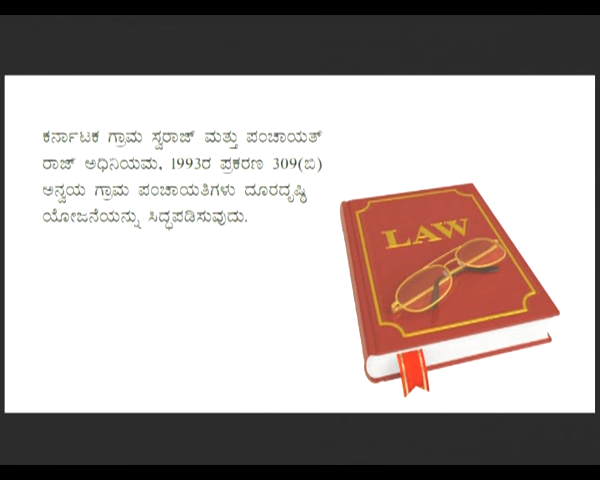 ಕರ್ನಾಟಕ ಗ್ರಾಮ ಸ್ವರಾಜ್ ಮತ್ತು ಪಂಚಾಯತ್
ರಾಜ್ ಅಧಿನಿಯಮ, 1993ರ ಪ್ರಕರಣ 309(ಬಿ)
ಅನ್ವಯ ಗ್ರಾಮ ಪಂಚಾಯತಿಗಳು ದೂರದೃಷ್ಠಿ
ಯೋಜನೆಯನ್ನು ಸಿದ್ಧಪಡಿಸುವುದು.
LAW